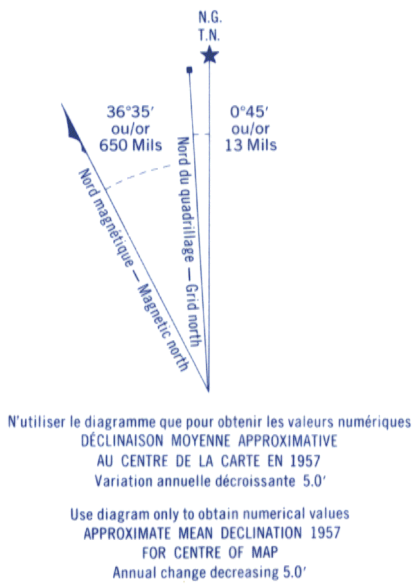 N.G.
T.N.
36°35′
ou/or
650 Mils
0°45′
ou/or
13 Mils
Nord magnétique — Magnetic north
Nord du quadrillage — Grid north
N'utiliser le diagramme que pour obtenir les valeurs numériques
DÉCLINAISON MOYENNE APPROXIMATIVE
AU CENTRE DE LA CARTE EN 1957
Variation annuelle décroissante 5.0′
Use diagram only to obtain numerical values
APPROXIMATE MEAN DECLINATION 1957
FOR CENTRE OF MAP
Annual change decreasing 5.0′